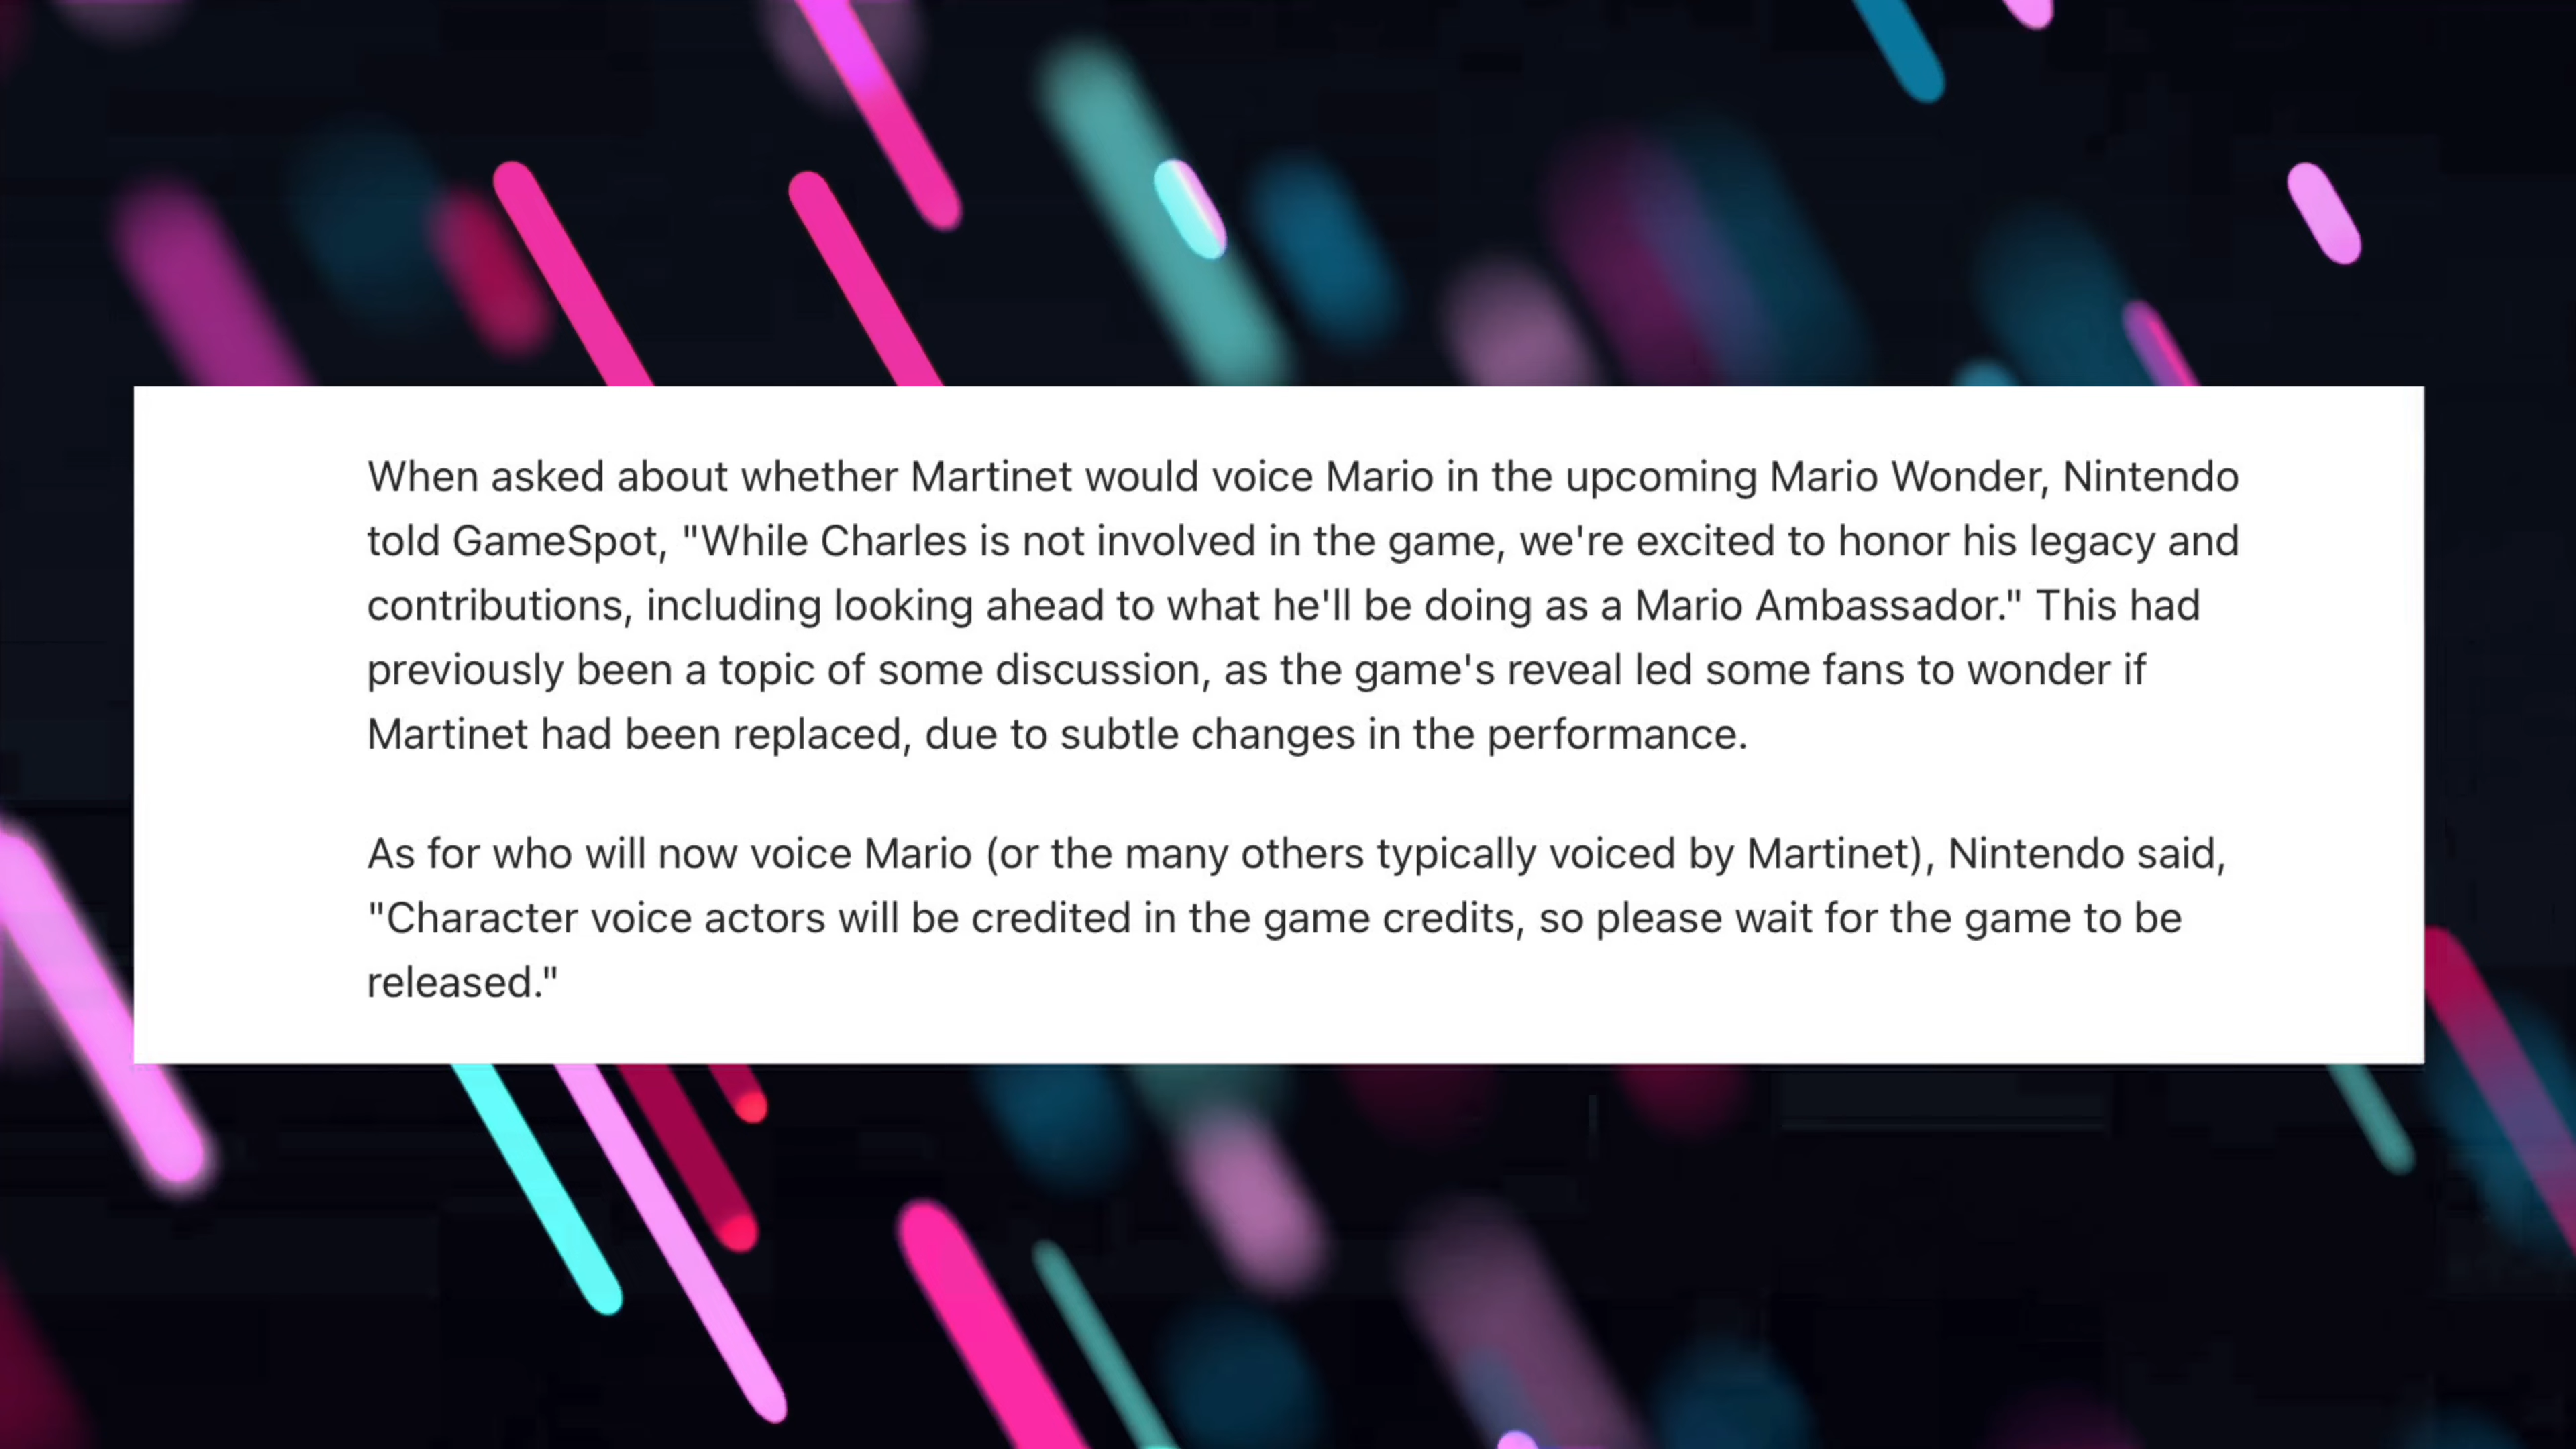 When asked about whether Martinet would voice Mario in the upcoming Mario Wonder, Nintendo
told GameSpot, "While Charles is not involved in the game, we're excited to honor his legacy and
contributions, including looking ahead to what he'll be doing as a Mario Ambassador." This had
previously been a topic of some discussion, as the game's reveal led some fans to wonder if
Martinet had been replaced, due to subtle changes in the performance.
As for who will now voice Mario (or the many others typically voiced by Martinet), Nintendo said,
"Character voice actors will be credited in the game credits, so please wait for the game to be
released."